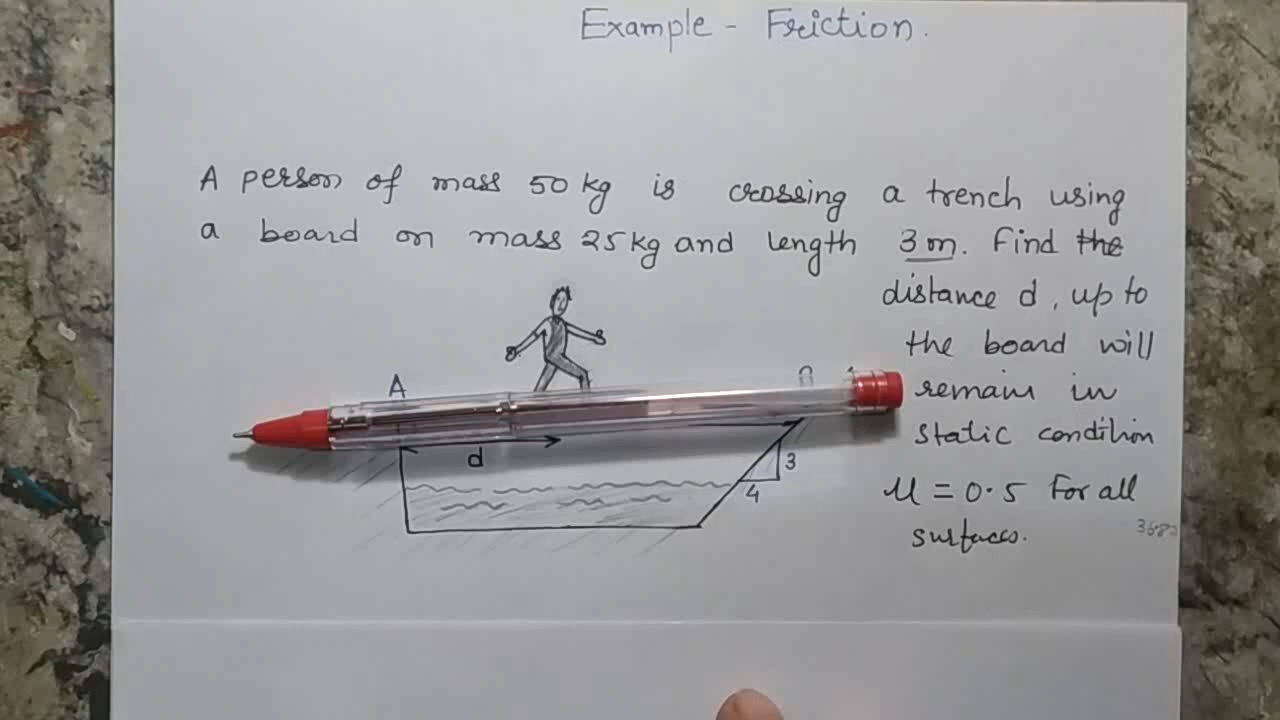 Example - Friction.
A person of mass 50 kg is crossing a trench using
a board on mass 25 kg and length 3 m. Find the
distance d, up to
the board will
remain in
static condition
μ = 0.5 For all
surfaces.
A
d
3
4